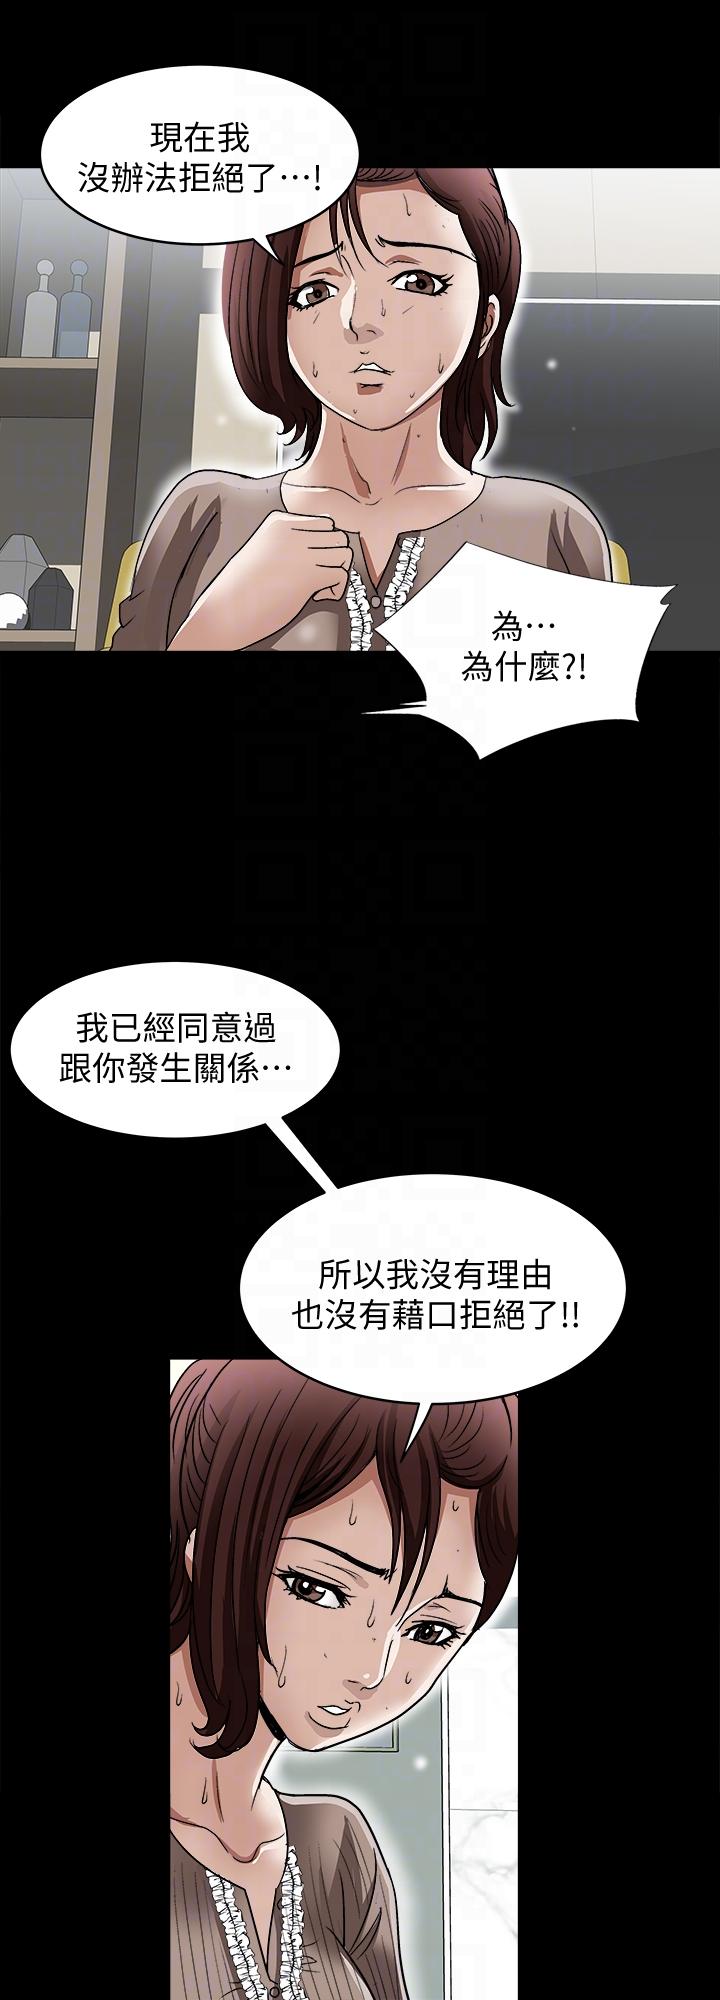 現在我
沒辦法拒絕了…!
為…
為什麼?!
我已經同意過
跟你發生關係…
所以我沒有理由
也沒有藉口拒絕了!!